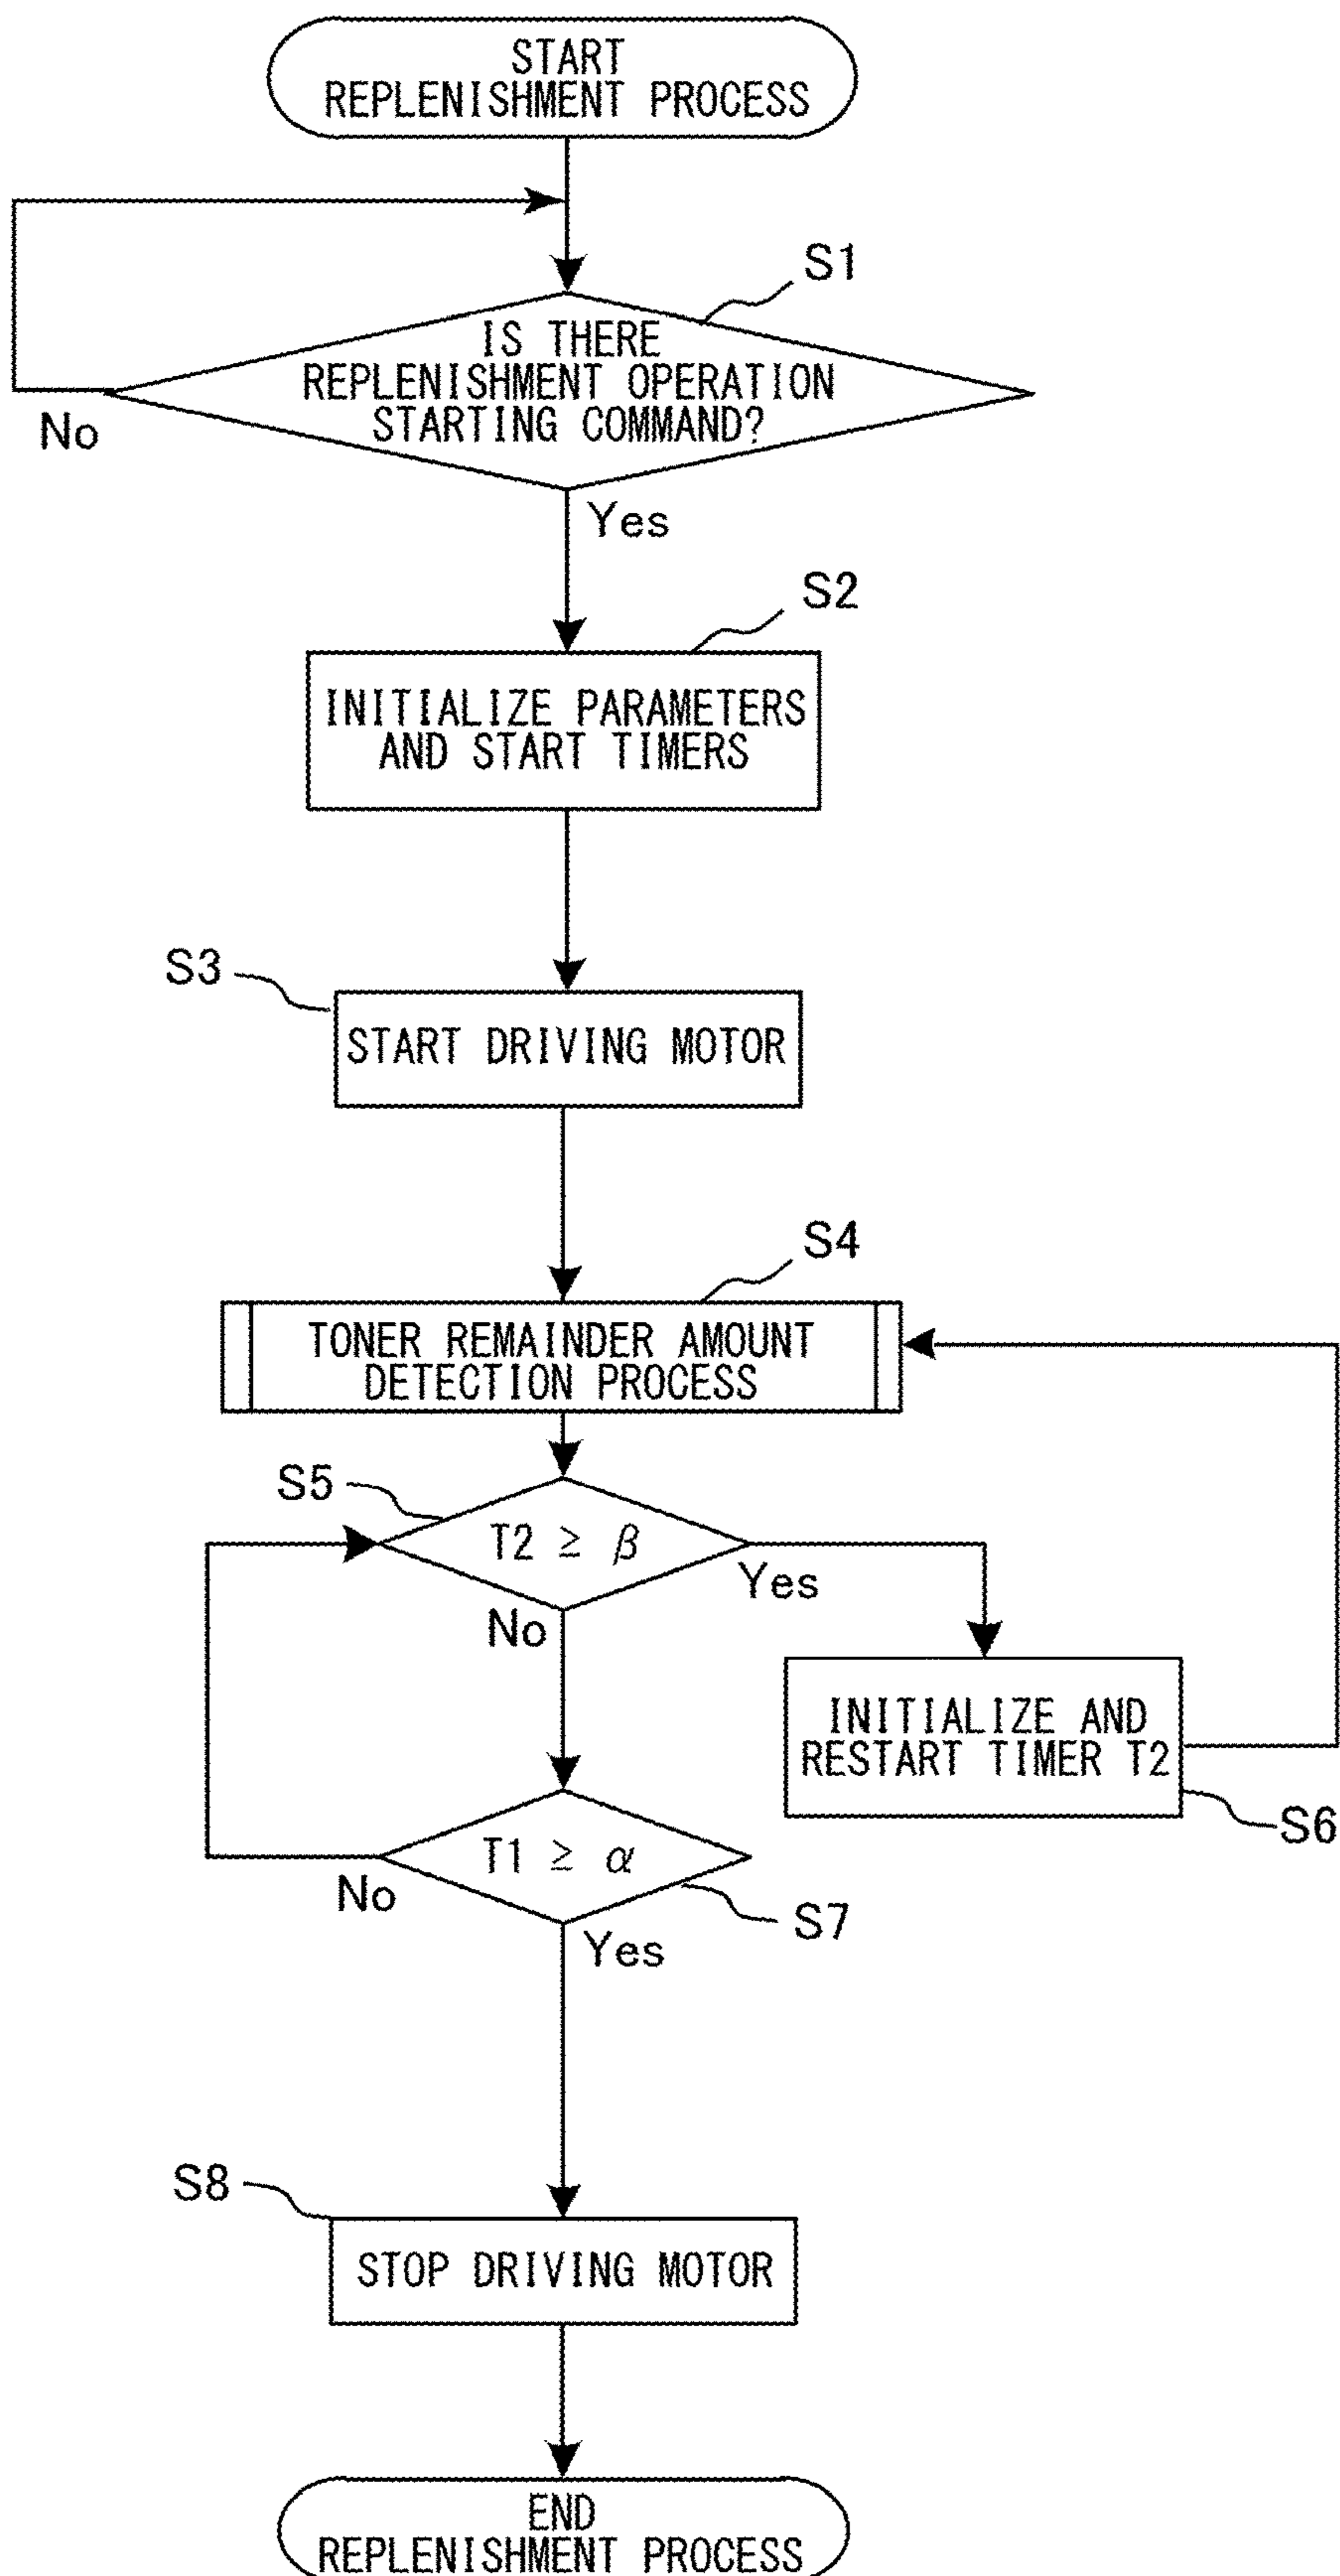 START
REPLENISHMENT PROCESS
S1
IS THERE
REPLENISHMENT OPERATION
STARTING COMMAND?
No
Yes
S2
INITIALIZE PARAMETERS
AND START TIMERS
S3
START DRIVING MOTOR
S4
TONER REMAINDER AMOUNT
DETECTION PROCESS
S5
T2 ≥ β
Yes
No
INITIALIZE AND
RESTART TIMER T2
S6
T1 ≥ α
No
S7
Yes
S8
STOP DRIVING MOTOR
END
REPLENISHMENT PROCESS